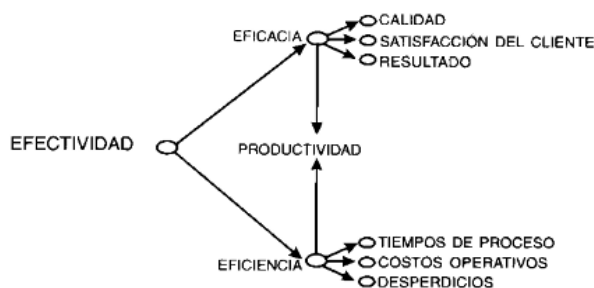 EFICACIA
CALIDAD
SATISFACCIÓN DEL CLIENTE
RESULTADO
EFECTIVIDAD
PRODUCTIVIDAD
EFICIENCIA
TIEMPOS DE PROCESO
COSTOS OPERATIVOS
DESPERDICIOS